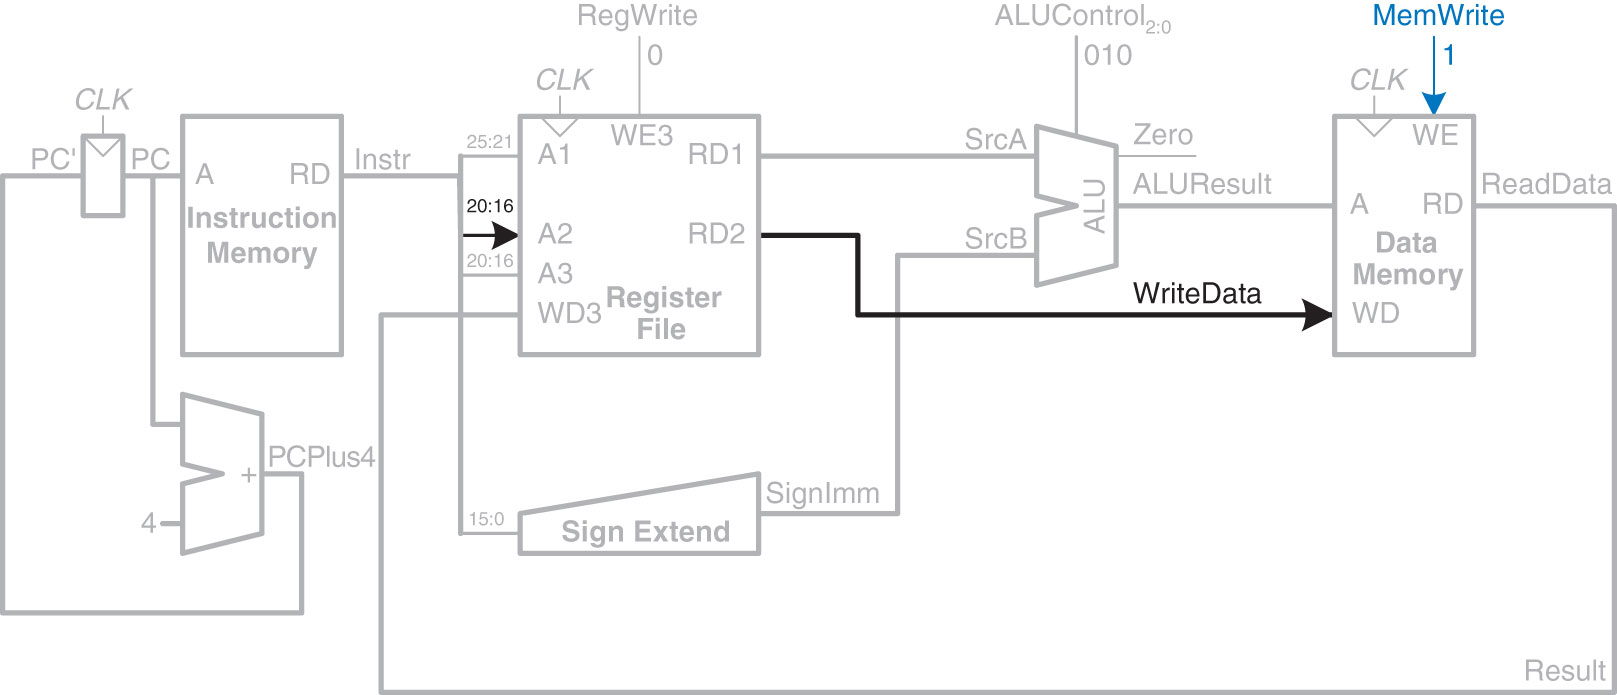 RegWrite
0
ALUControl2:0
010
MemWrite
1
CLK
CLK
CLK
PC'
PC
A
RD
Instruction
Memory
Instr
25:21
20:16
20:16
15:0
A1
A2
A3
WD3
WE3
RD1
RD2
Register
File
SrcA
SrcB
ALU
Zero
ALUResult
WriteData
WE
A
RD
Data
Memory
WD
ReadData
4
+
PCPlus4
Sign Extend
SignImm
Result